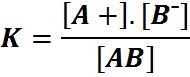 K = [A +]. [B⁻] / [AB]